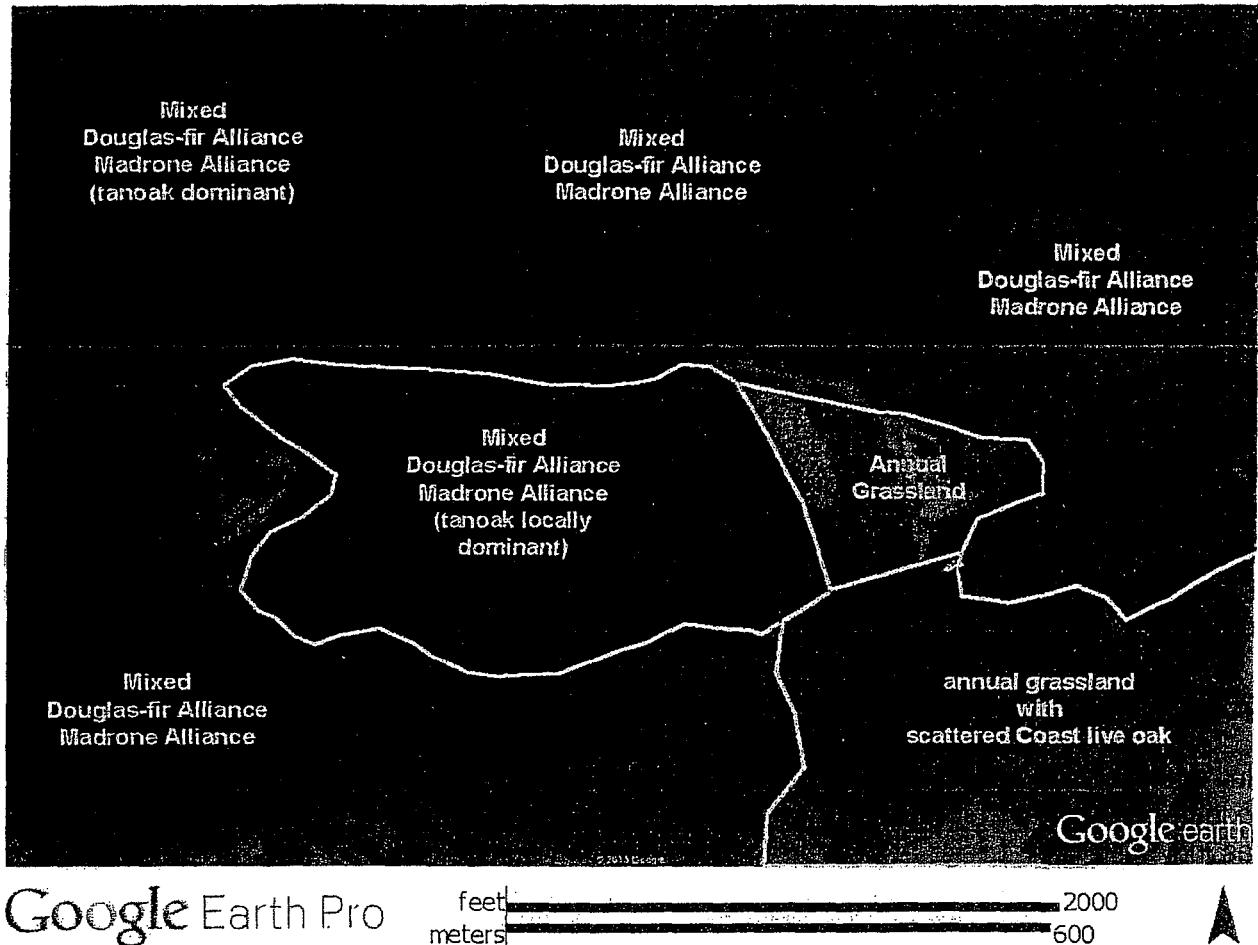 Mixed
Douglas-fir Alliance
Madrone Alliance
(tanoak dominant)
Mixed
Douglas-fir Alliance
Madrone Alliance
Mixed
Douglas-fir Alliance
Madrone Alliance
Mixed
Douglas-fir Alliance
Madrone Alliance
(tanoak locally
dominant)
Annual
Grassland
Mixed
Douglas-fir Alliance
Madrone Alliance
annual grassland
with
scattered Coast live oak
Google earth
© 2015 Google
Google Earth Pro
feet 2000
meters 600